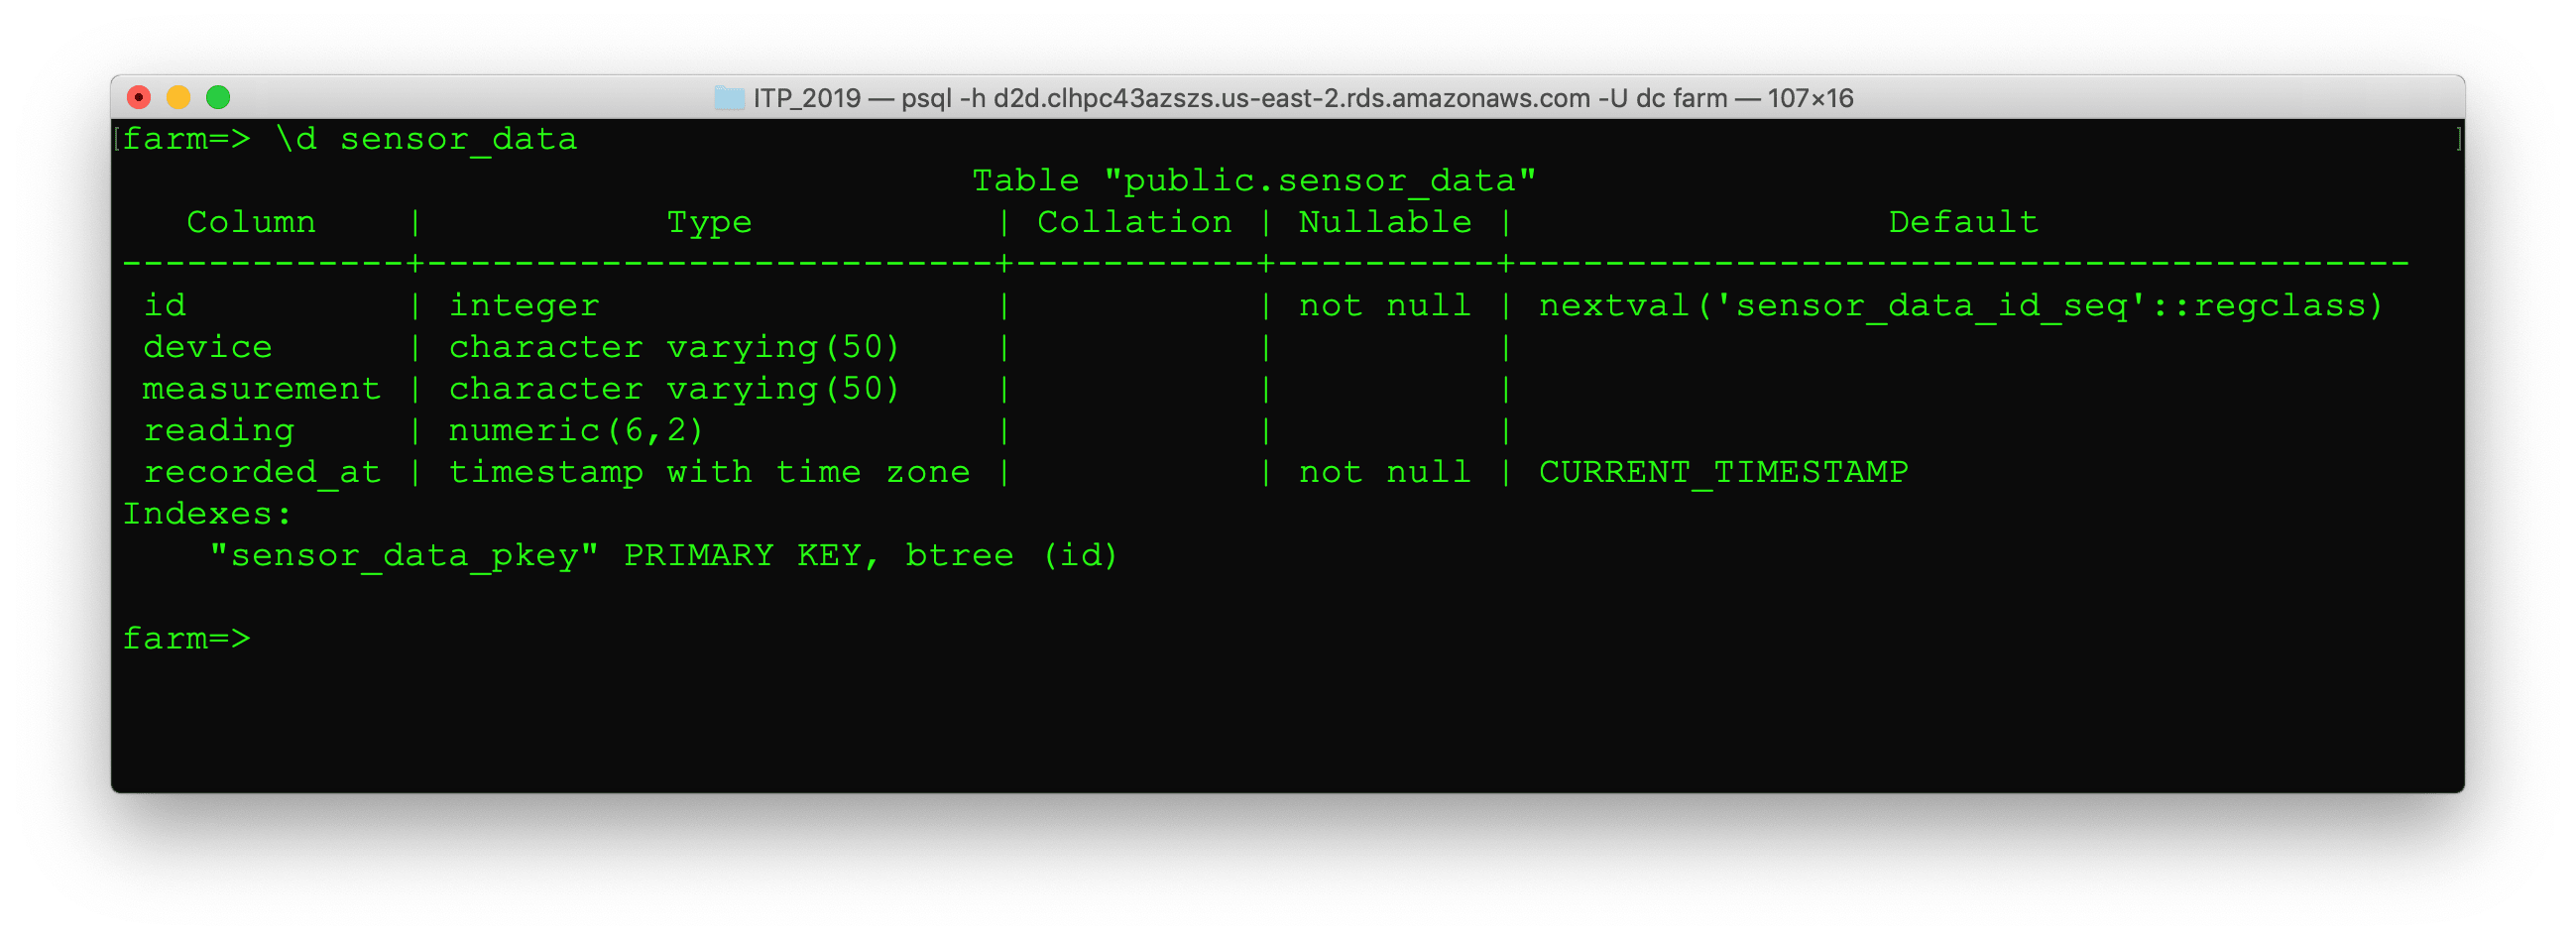 ITP_2019 — psql -h d2d.clhpc43azszs.us-east-2.rds.amazonaws.com -U dc farm — 107×16
[farm=> \d sensor_data ]
                                       Table "public.sensor_data"
   Column    |           Type           | Collation | Nullable |                 Default
-------------+--------------------------+-----------+----------+-----------------------------------------
 id          | integer                  |           | not null | nextval('sensor_data_id_seq'::regclass)
 device      | character varying(50)    |           |          |
 measurement | character varying(50)    |           |          |
 reading     | numeric(6,2)             |           |          |
 recorded_at | timestamp with time zone |           | not null | CURRENT_TIMESTAMP
Indexes:
    "sensor_data_pkey" PRIMARY KEY, btree (id)
farm=>